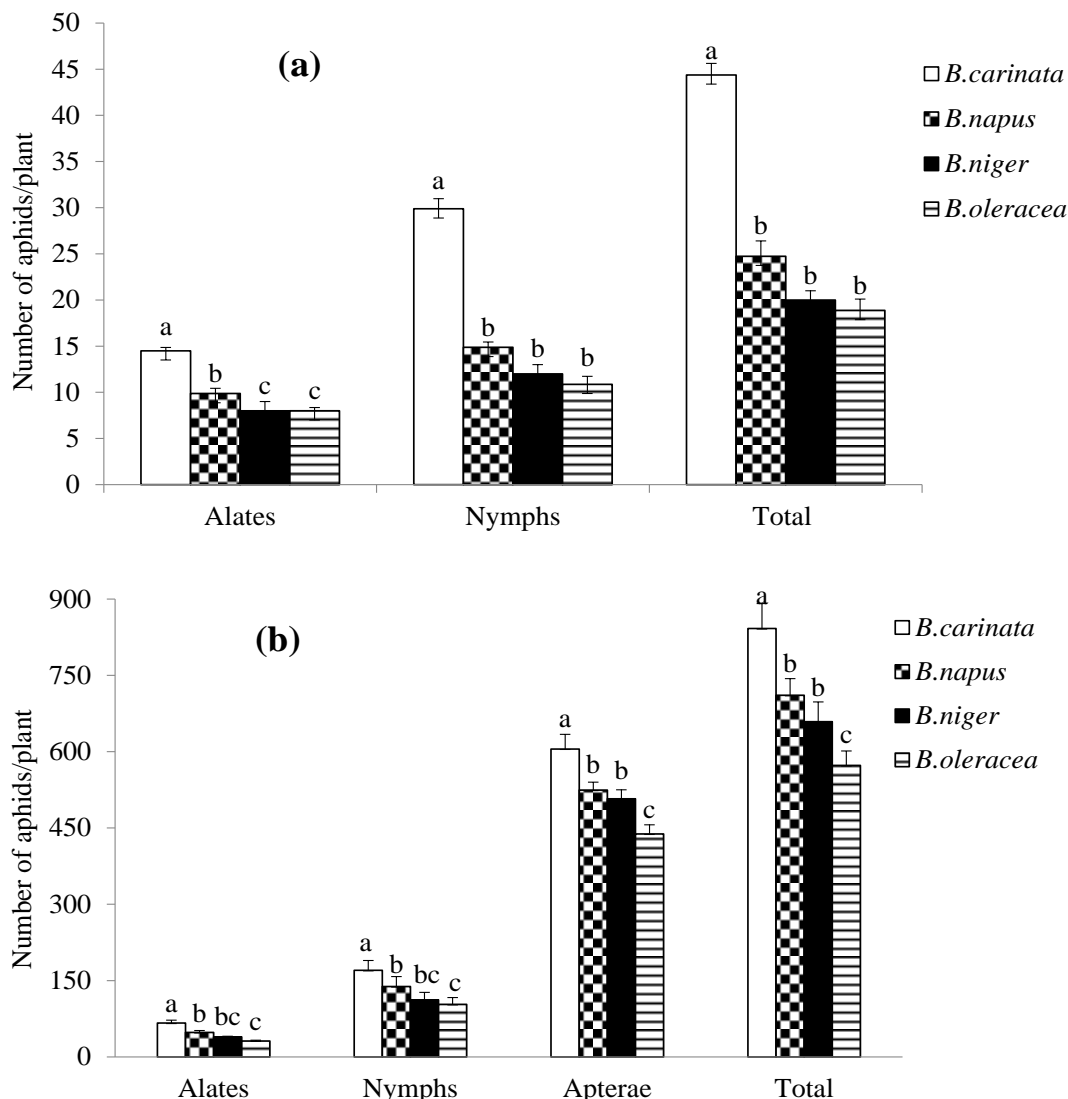 50
45
40
35
30
25
20
15
10
5
0
Number of aphids/plant
(a)
a
b
c
c
a
b
b
b
a
b
b
b
Alates Nymphs Total
B.carinata
B.napus
B.niger
B.oleracea
900
750
600
450
300
150
0
Number of aphids/plant
(b)
a
b
bc
c
a
b
bc
c
a
b
b
c
a
b
b
c
Alates Nymphs Apterae Total
B.carinata
B.napus
B.niger
B.oleracea